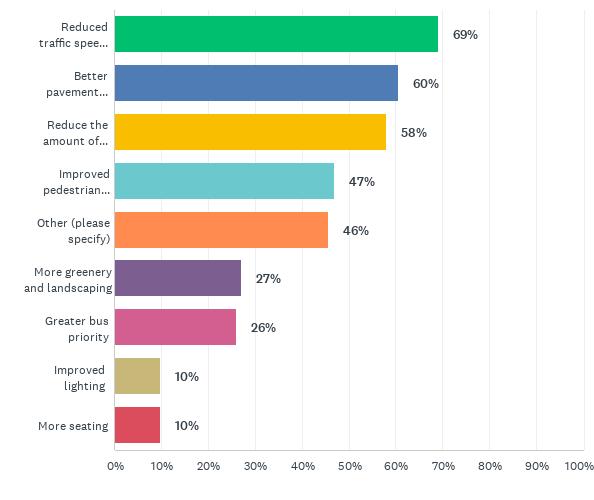 Reduced
traffic spee...
69%
Better
pavement...
60%
Reduce the
amount of...
58%
Improved
pedestrian...
47%
Other (please
specify)
46%
More greenery
and landscaping
27%
Greater bus
priority
26%
Improved
lighting
10%
More seating
10%
0% 10% 20% 30% 40% 50% 60% 70% 80% 90% 100%